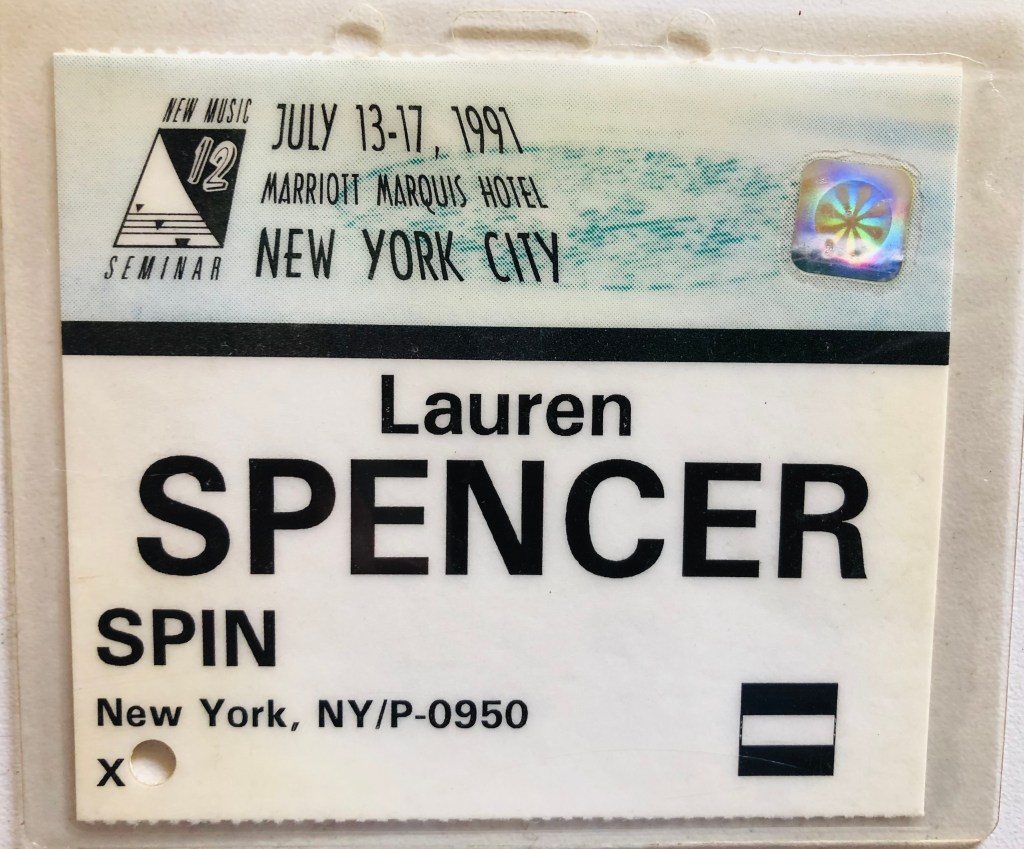 NEW MUSIC
12
SEMINAR
JULY 13-17, 1991
MARRIOTT MARQUIS HOTEL
NEW YORK CITY
Lauren
SPENCER
SPIN
New York, NY/P-0950
X